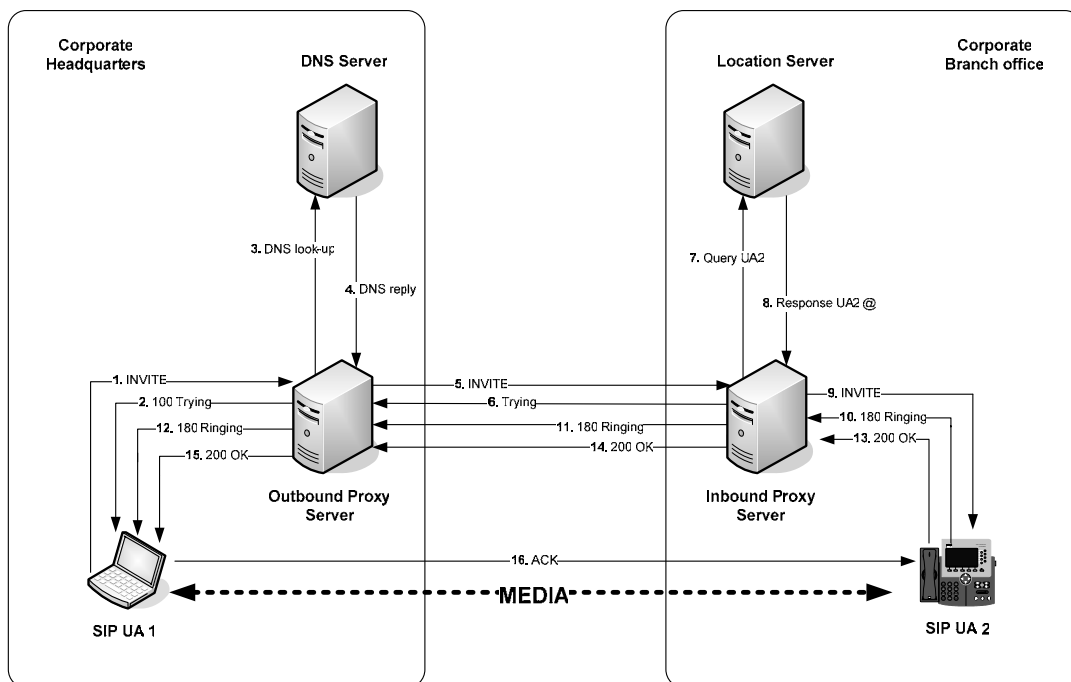 Corporate
Headquarters
DNS Server
Location Server
Corporate
Branch office
3. DNS look-up
4. DNS reply
7. Query UA2
8. Response UA2 @
1. INVITE
2. 100 Trying
12. 180 Ringing
15. 200 OK
5. INVITE
6. Trying
11. 180 Ringing
14. 200 OK
9. INVITE
10. 180 Ringing
13. 200 OK
Outbound Proxy
Server
Inbound Proxy
Server
16. ACK
MEDIA
SIP UA 1
SIP UA 2